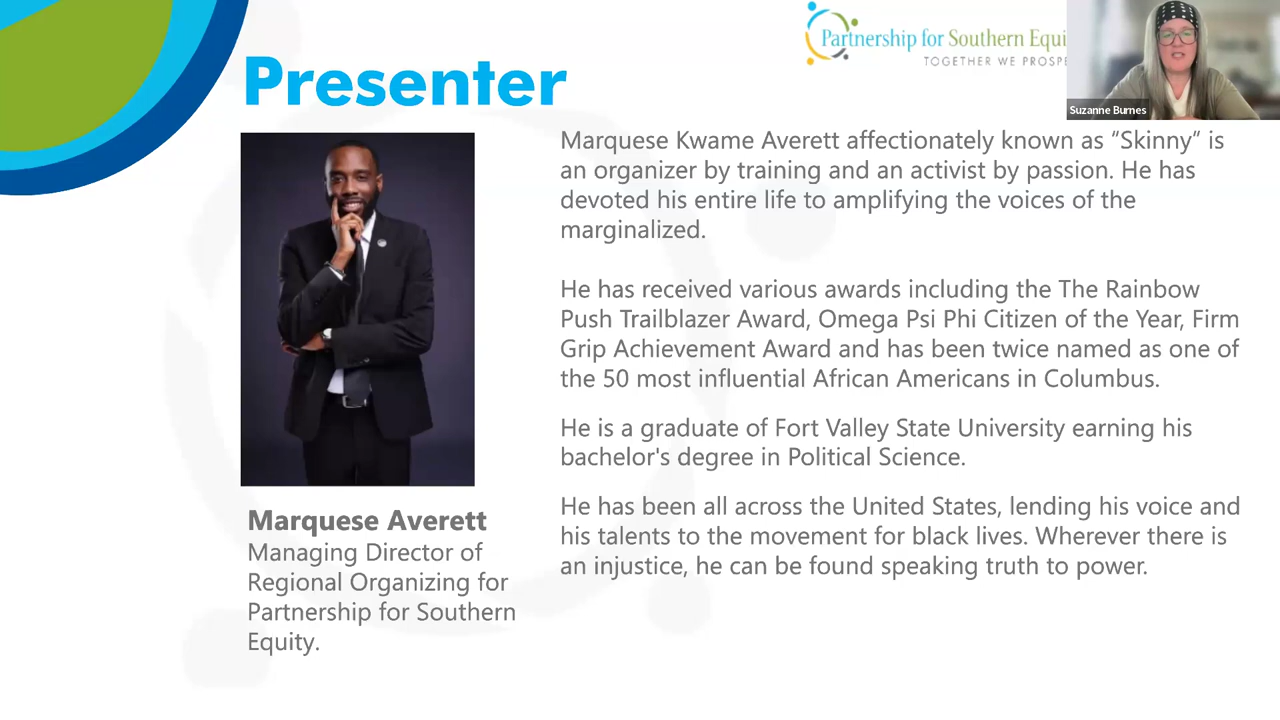 Partnership for Southern Equi
TOGETHER WE PROSPE
Suzanne Burnes
Presenter
Marquese Kwame Averett affectionately known as “Skinny” is
an organizer by training and an activist by passion. He has
devoted his entire life to amplifying the voices of the
marginalized.
He has received various awards including the The Rainbow
Push Trailblazer Award, Omega Psi Phi Citizen of the Year, Firm
Grip Achievement Award and has been twice named as one of
the 50 most influential African Americans in Columbus.
He is a graduate of Fort Valley State University earning his
bachelor's degree in Political Science.
He has been all across the United States, lending his voice and
his talents to the movement for black lives. Wherever there is
an injustice, he can be found speaking truth to power.
Marquese Averett
Managing Director of
Regional Organizing for
Partnership for Southern
Equity.